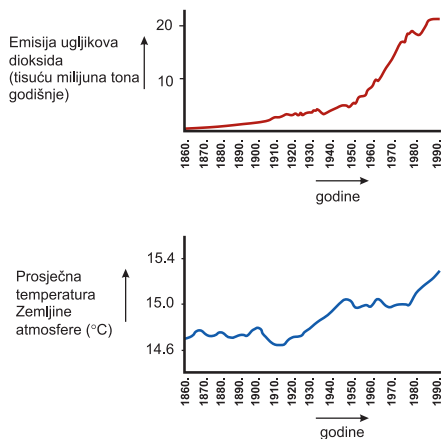 Emisija ugljikova
dioksida
(tisuću milijuna tona
godišnje)
20
10
1860. 1870. 1880. 1890. 1900. 1910. 1920. 1930. 1940. 1950. 1960. 1970. 1980. 1990.
godine
Prosječna
temperatura
Zemljine
atmosfere (°C)
15.4
15.0
14.6
1860. 1870. 1880. 1890. 1900. 1910. 1920. 1930. 1940. 1950. 1960. 1970. 1980. 1990.
godine